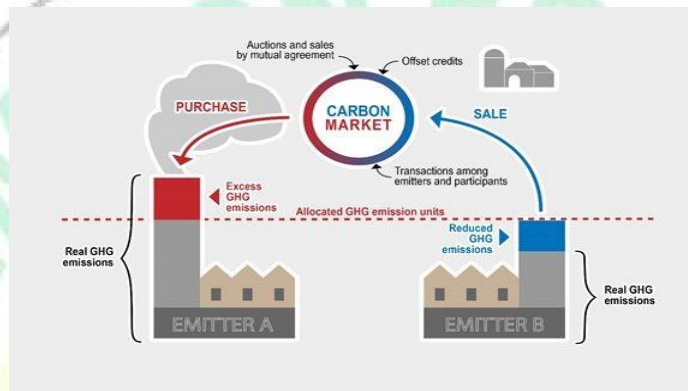 Auctions and sales
by mutual agreement
Offset credits
PURCHASE
CARBON
MARKET
SALE
Transactions among
emitters and participants
Excess
GHG
emissions
Allocated GHG emission units
Reduced
GHG
emissions
Real GHG
emissions
Real GHG
emissions
EMITTER A
EMITTER B